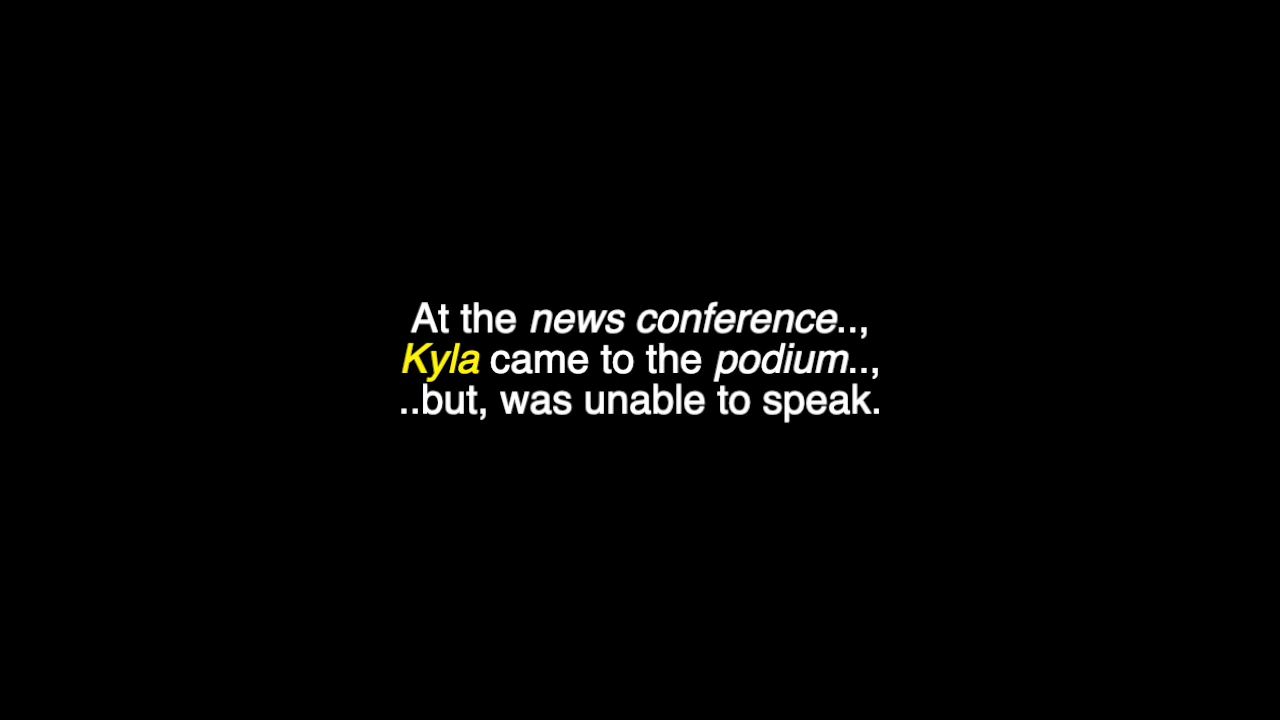 At the news conference..,
Kyla came to the podium..,
..but, was unable to speak.